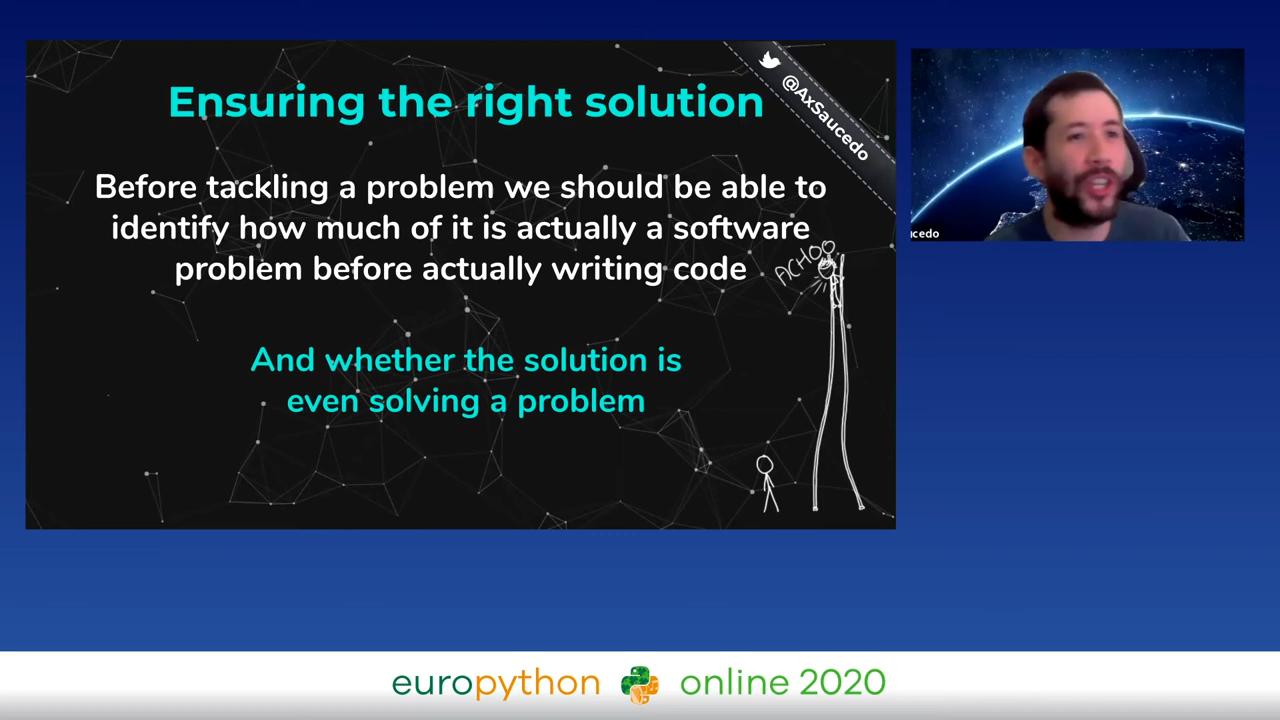 Ensuring the right solution
@AxSaucedo
Before tackling a problem we should be able to
identify how much of it is actually a software
problem before actually writing code
ACHOO
And whether the solution is
even solving a problem
ucedo
europython online 2020